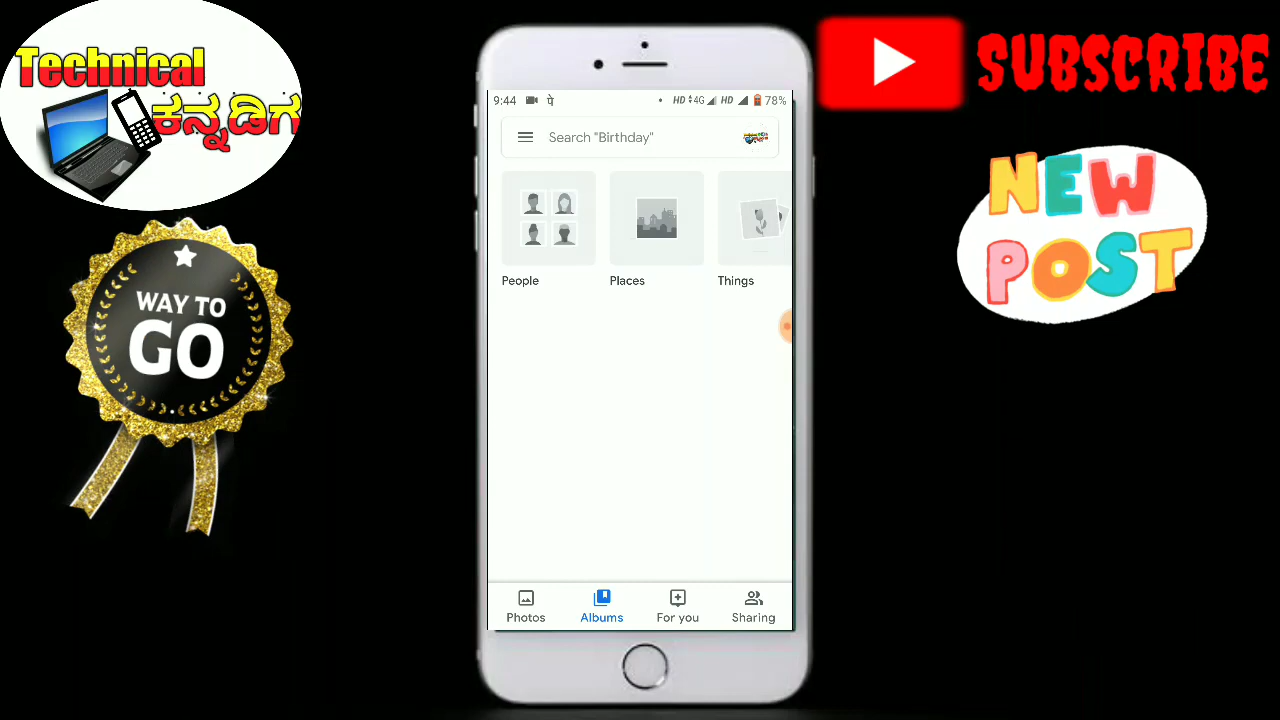 Technical
ಕನ್ನಡಿಗ
WAY TO
GO
9:44 पे HD 4G HD 78%
Search "Birthday"
People Places Things
Photos Albums For you Sharing
SUBSCRIBE
NEW
POST